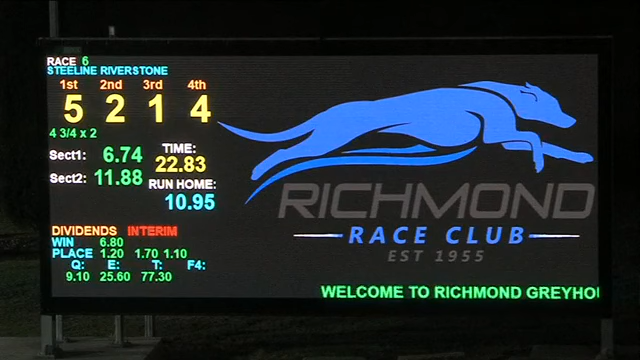 RACE 6
STEELINE RIVERSTONE
1st 2nd 3rd 4th
5 2 1 4
4 3/4 x 2
Sect1: 6.74 TIME: 22.83
Sect2: 11.88 RUN HOME: 10.95
DIVIDENDS INTERIM
WIN 6.80
PLACE 1.20 1.70 1.10
Q: E: T: F4:
9.10 25.60 77.30
RICHMOND
RACE CLUB
EST 1955
WELCOME TO RICHMOND GREYHOU